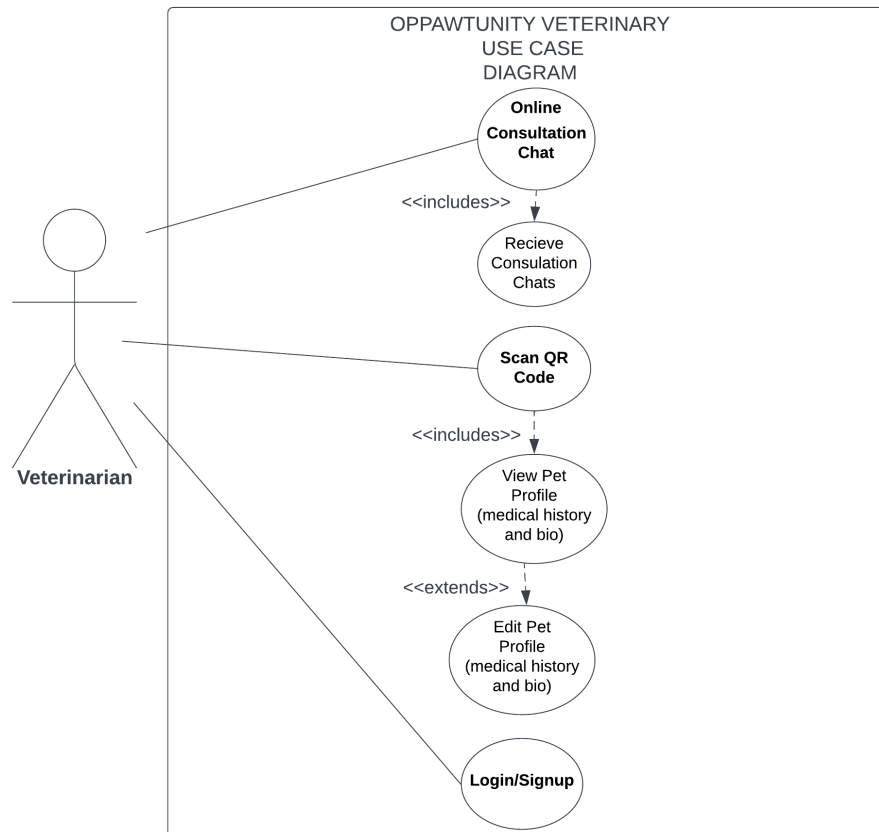 OPPAWTUNITY VETERINARY
USE CASE
DIAGRAM
Online
Consultation
Chat
<<includes>>
Recieve
Consulation
Chats
Scan QR
Code
<<includes>>
View Pet
Profile
(medical history
and bio)
<<extends>>
Edit Pet
Profile
(medical history
and bio)
Login/Signup
Veterinarian